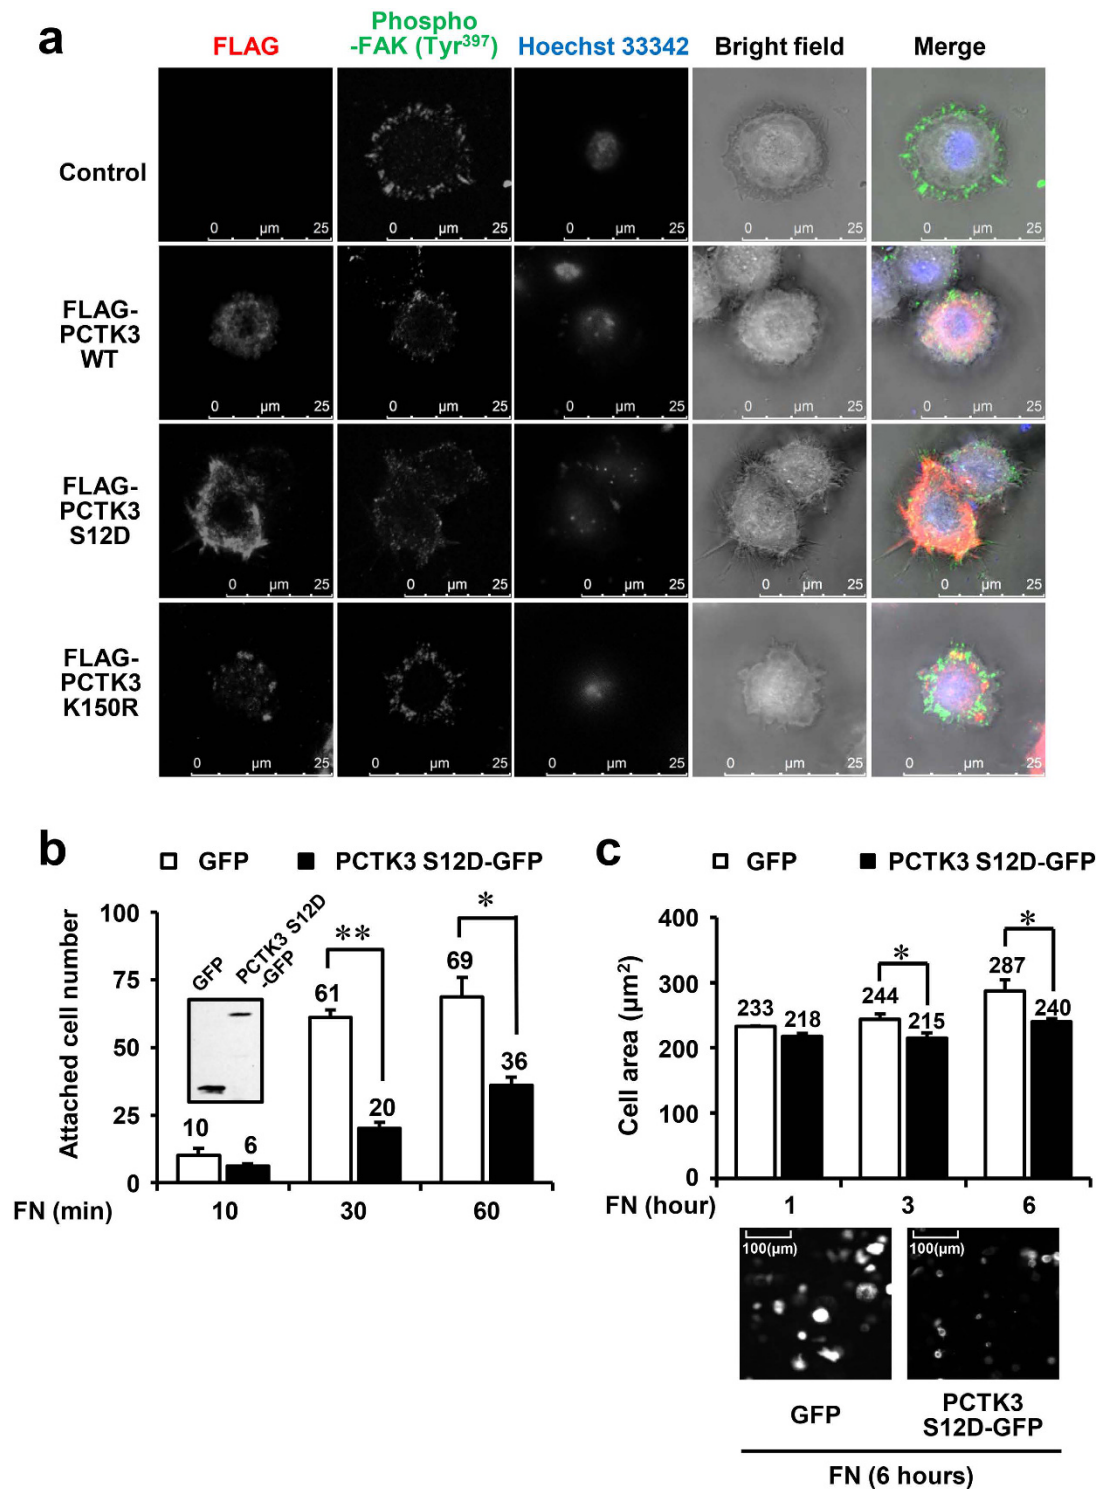 a
FLAG
Phospho
-FAK (Tyr397)
Hoechst 33342
Bright field
Merge
Control
0 μm 25
0 μm 25
0 μm 25
0 μm 25
0 μm 25
FLAG-
PCTK3
WT
0 μm 25
0 μm 25
0 μm 25
0 μm 25
0 μm 25
FLAG-
PCTK3
S12D
0 μm 25
0 μm 25
0 μm 25
0 μm 25
0 μm 25
FLAG-
PCTK3
K150R
0 μm 25
0 μm 25
0 μm 25
0 μm 25
0 μm 25
b
GFP
PCTK3 S12D-GFP
Attached cell number
100
75
50
25
0
GFP
PCTK3 S12D
-GFP
10
6
61
**
20
69
*
36
FN (min)
10
30
60
c
GFP
PCTK3 S12D-GFP
Cell area (μm2)
400
300
200
100
0
233
218
244
*
215
287
*
240
FN (hour)
1
3
6
100(μm)
100(μm)
GFP
PCTK3
S12D-GFP
FN (6 hours)